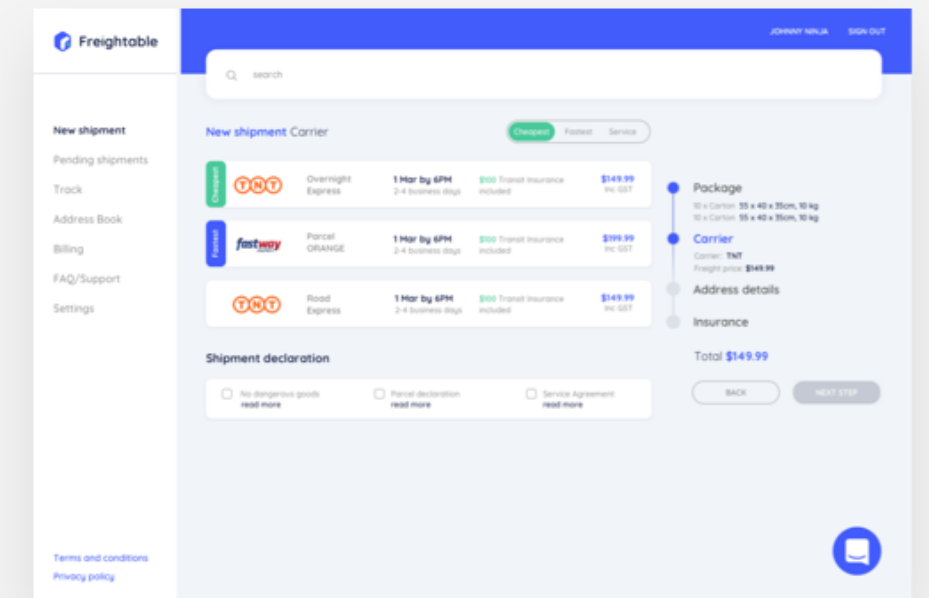 Freightable
JOHNNY NINJA SIGN OUT
search
New shipment
Pending shipments
Track
Address Book
Billing
FAQ/Support
Settings
Terms and conditions
Privacy policy
New shipment Carrier
Cheapest Fastest Service
Cheapest
TNT
Overnight
Express
1 Mar by 6PM
2-4 business days
$100 Transit insurance
included
$149.99
inc GST
Fastest
fastway
Parcel
ORANGE
1 Mar by 6PM
2-4 business days
$100 Transit insurance
included
$199.99
inc GST
TNT
Road
Express
1 Mar by 6PM
2-4 business days
$100 Transit insurance
included
$149.99
inc GST
Shipment declaration
No dangerous goods
read more
Parcel declaration
read more
Service Agreement
read more
Package
10 x Carton 55 x 40 x 35cm, 10 kg
10 x Carton 55 x 40 x 35cm, 10 kg
Carrier
Carrier: TNT
Freight price: $149.99
Address details
Insurance
Total $149.99
BACK
NEXT STEP